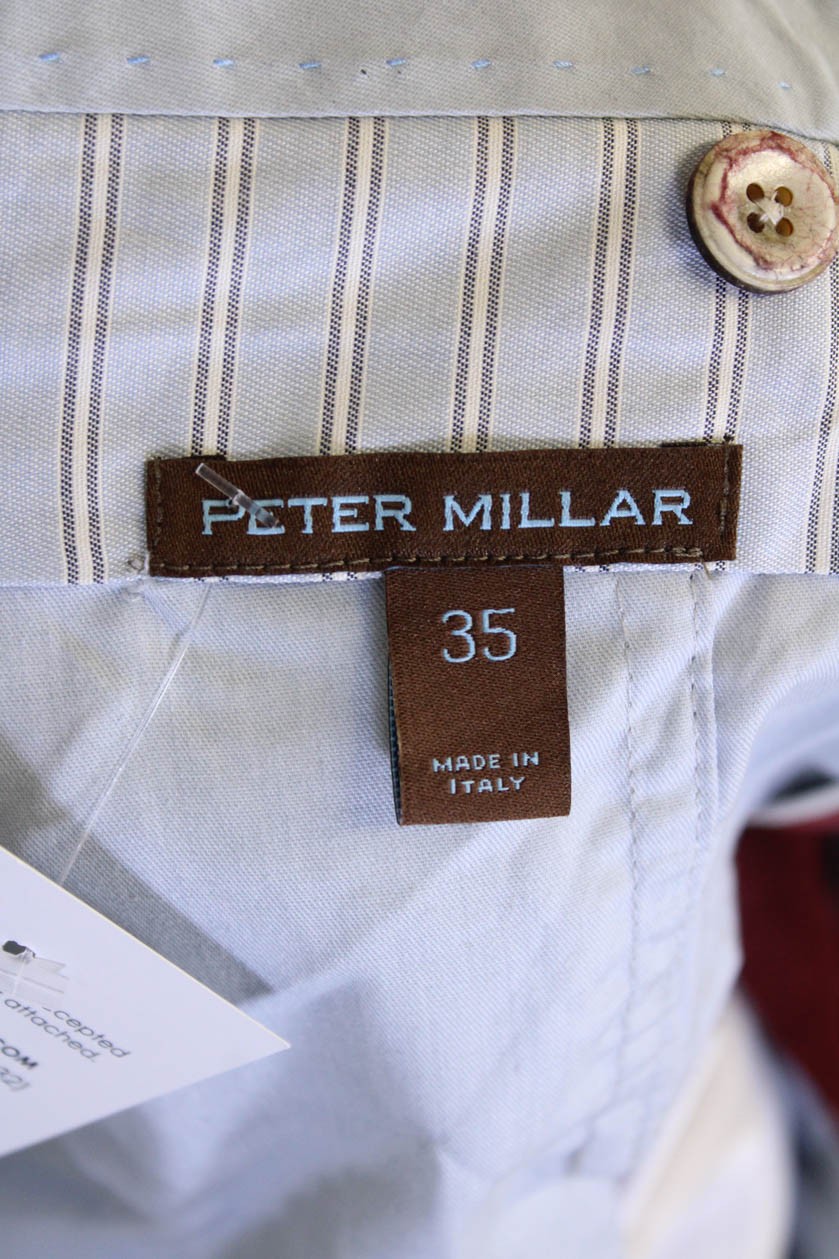 PETER MILLAR
35
MADE IN
ITALY
attached.